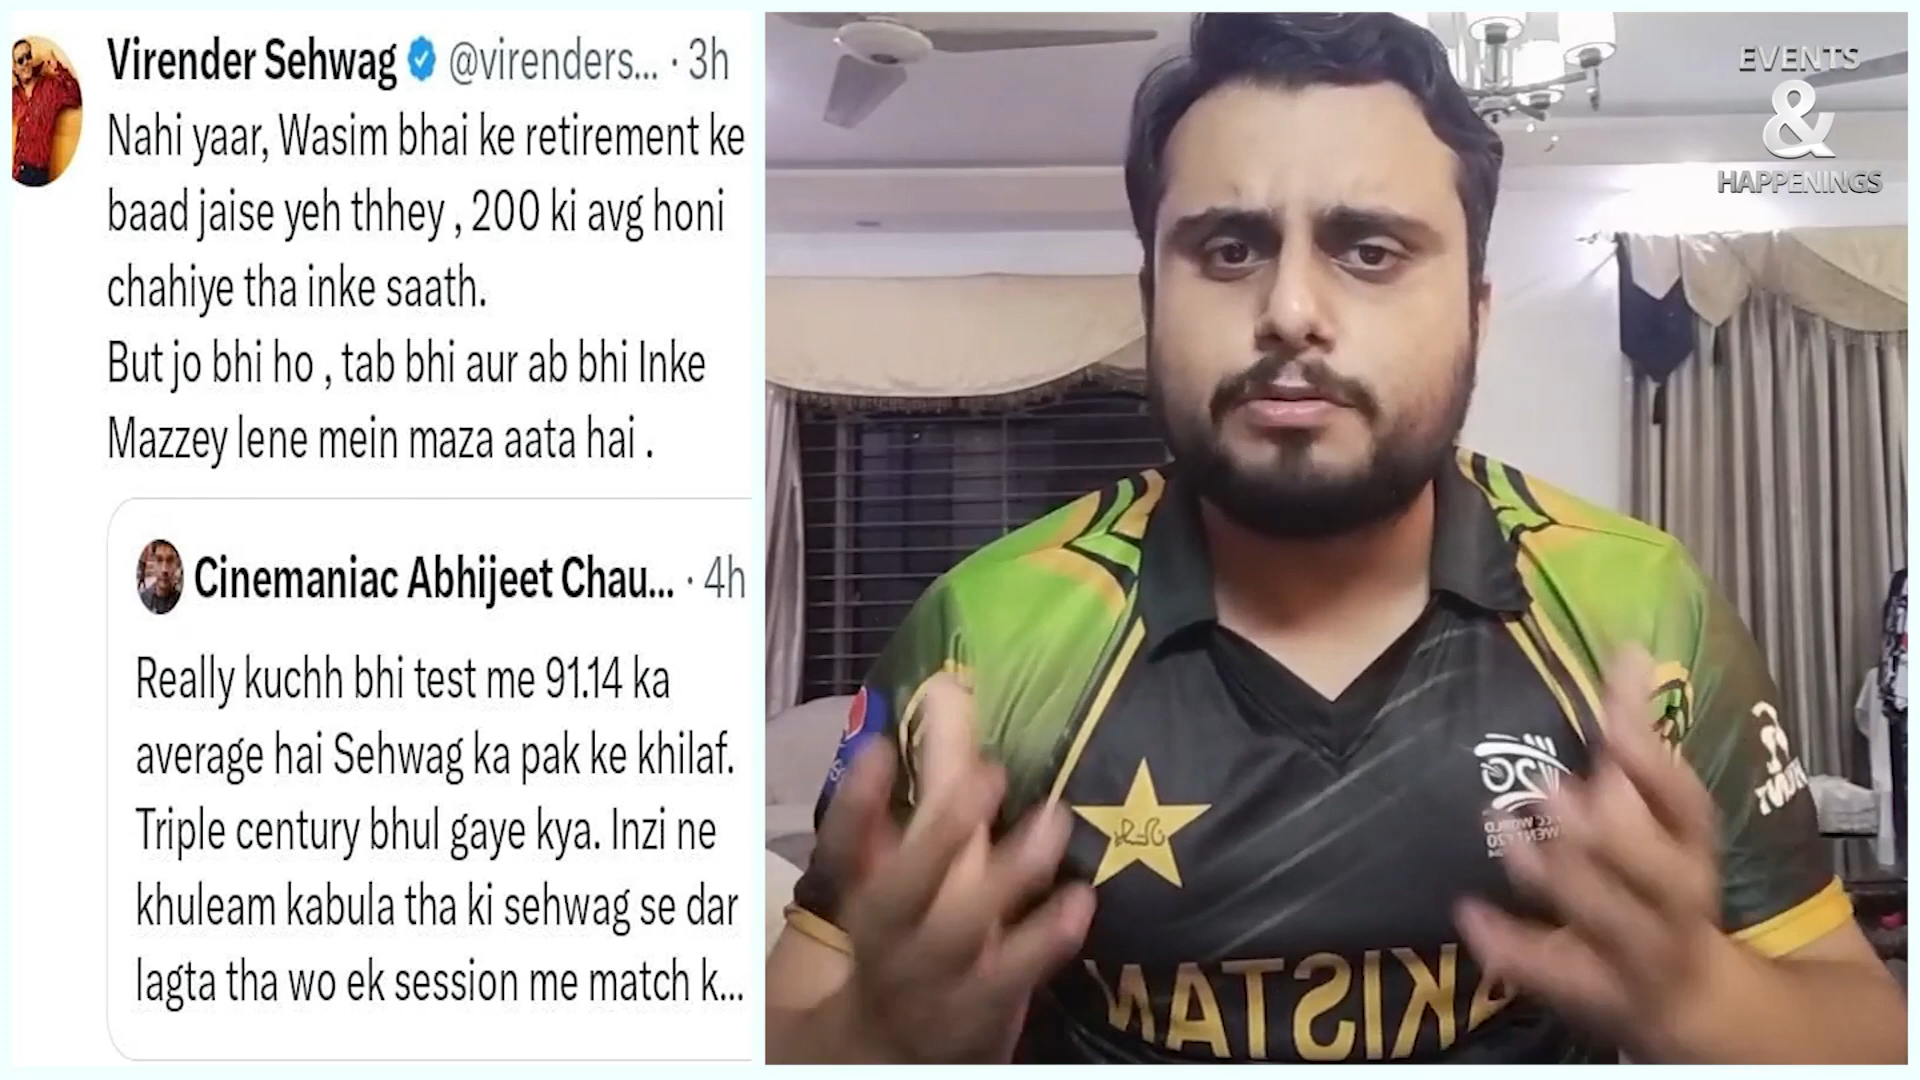 Virender Sehwag @virenders... · 3h
Nahi yaar, Wasim bhai ke retirement ke
baad jaise yeh thhey , 200 ki avg honi
chahiye tha inke saath.
But jo bhi ho , tab bhi aur ab bhi Inke
Mazzey lene mein maza aata hai .
Cinemaniac Abhijeet Chau... · 4h
Really kuchh bhi test me 91.14 ka
average hai Sehwag ka pak ke khilaf.
Triple century bhul gaye kya. Inzi ne
khuleam kabula tha ki sehwag se dar
lagta tha wo ek session me match k...
EVENTS
&
HAPPENINGS
AKISTAN